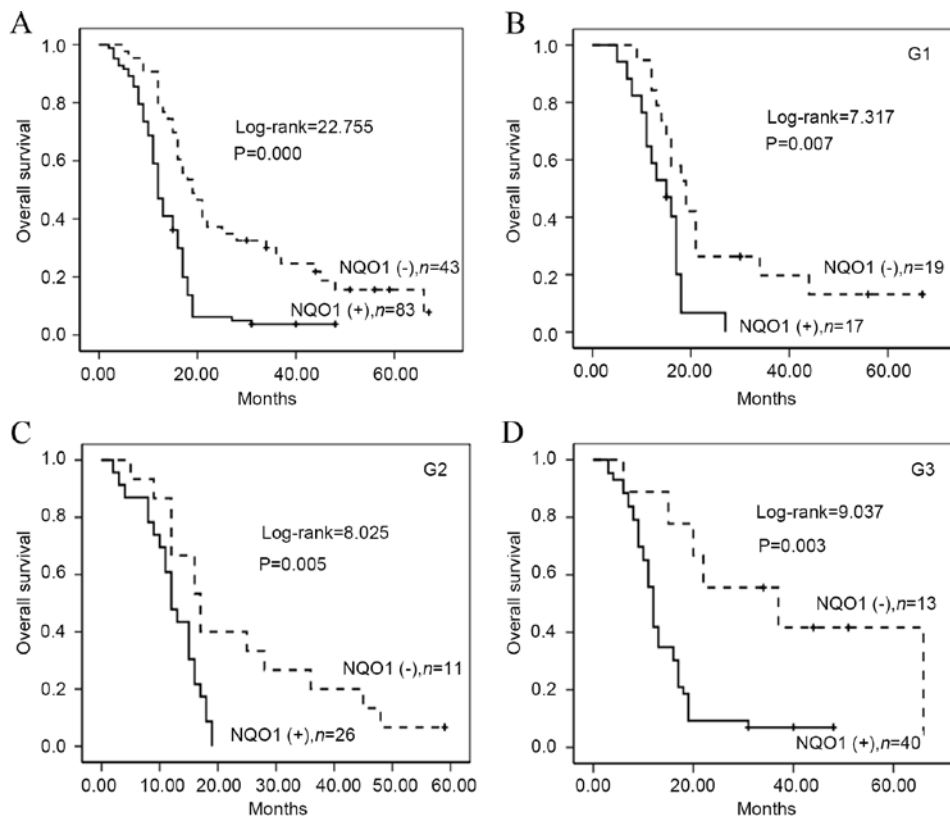 A
Overall survival
1.0
0.8
0.6
0.4
0.2
0.0
Log-rank=22.755
P=0.000
NQO1 (-),n=43
NQO1 (+),n=83
0.00 20.00 40.00 60.00
Months
B
G1
Overall survival
1.0
0.8
0.6
0.4
0.2
0.0
Log-rank=7.317
P=0.007
NQO1 (-),n=19
NQO1 (+),n=17
0.00 20.00 40.00 60.00
Months
C
G2
Overall survival
1.0
0.8
0.6
0.4
0.2
0.0
Log-rank=8.025
P=0.005
NQO1 (-),n=11
NQO1 (+),n=26
0.00 10.00 20.00 30.00 40.00 50.00 60.00
Months
D
G3
Overall survival
1.0
0.8
0.6
0.4
0.2
0.0
Log-rank=9.037
P=0.003
NQO1 (-),n=13
NQO1 (+),n=40
0.00 20.00 40.00 60.00
Months